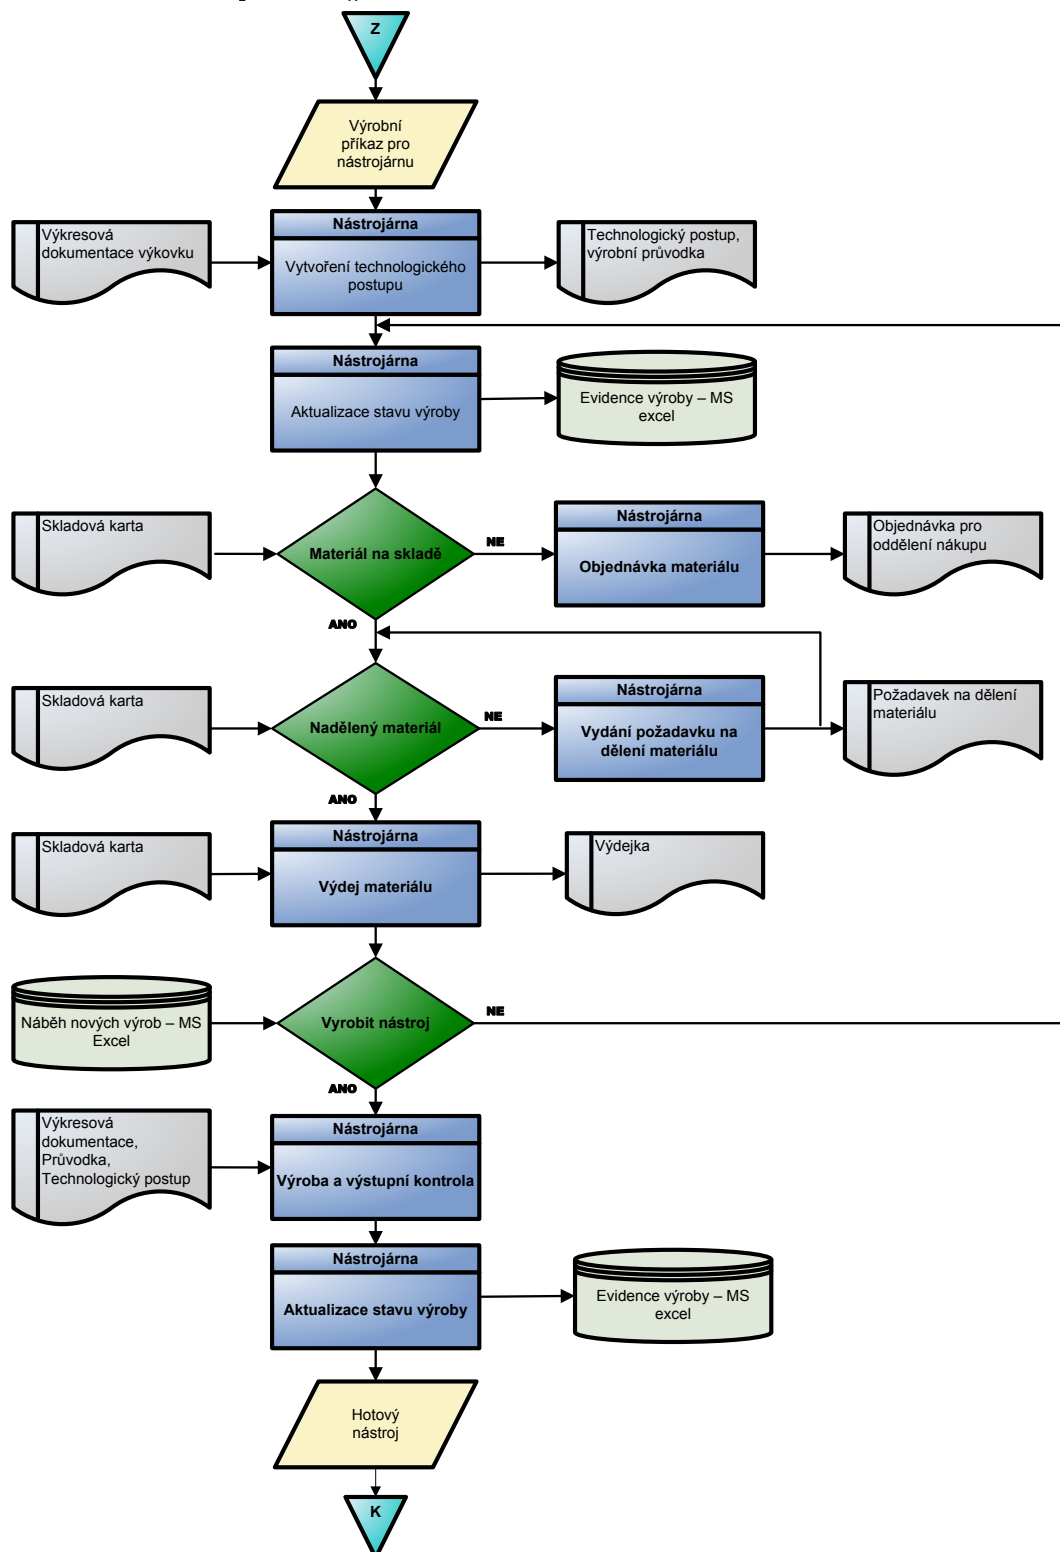 Z
Výrobní
příkaz pro
nástrojárnu
Nástrojárna
Výkresová
dokumentace výkovku
Vytvoření technologického
postupu
Technologický postup,
výrobní průvodka
Nástrojárna
Aktualizace stavu výroby
Evidence výroby – MS
excel
Skladová karta
Materiál na skladě
NE
Nástrojárna
Objednávka materiálu
Objednávka pro
oddělení nákupu
ANO
Skladová karta
Nadělený materiál
NE
Nástrojárna
Vydání požadavku na
dělení materiálu
Požadavek na dělení
materiálu
ANO
Skladová karta
Nástrojárna
Výdej materiálu
Výdejka
Náběh nových výrob – MS
Excel
Vyrobit nástroj
NE
ANO
Výkresová
dokumentace,
Průvodka,
Technologický postup
Nástrojárna
Výroba a výstupní kontrola
Nástrojárna
Aktualizace stavu výroby
Evidence výroby – MS
excel
Hotový
nástroj
K